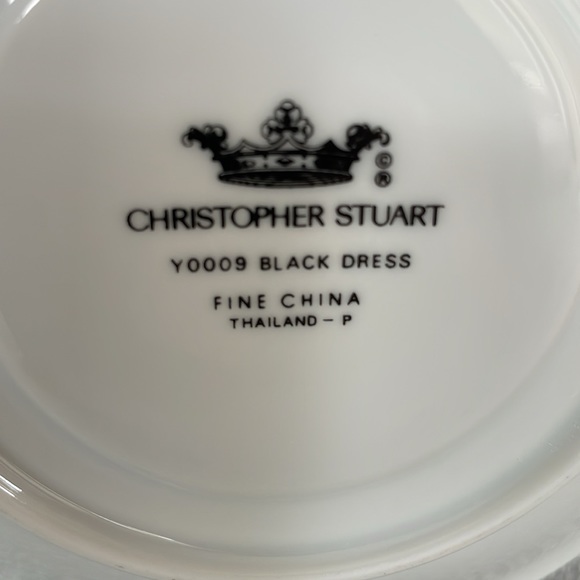 ©
®
CHRISTOPHER STUART
Y0009 BLACK DRESS
FINE CHINA
THAILAND – P